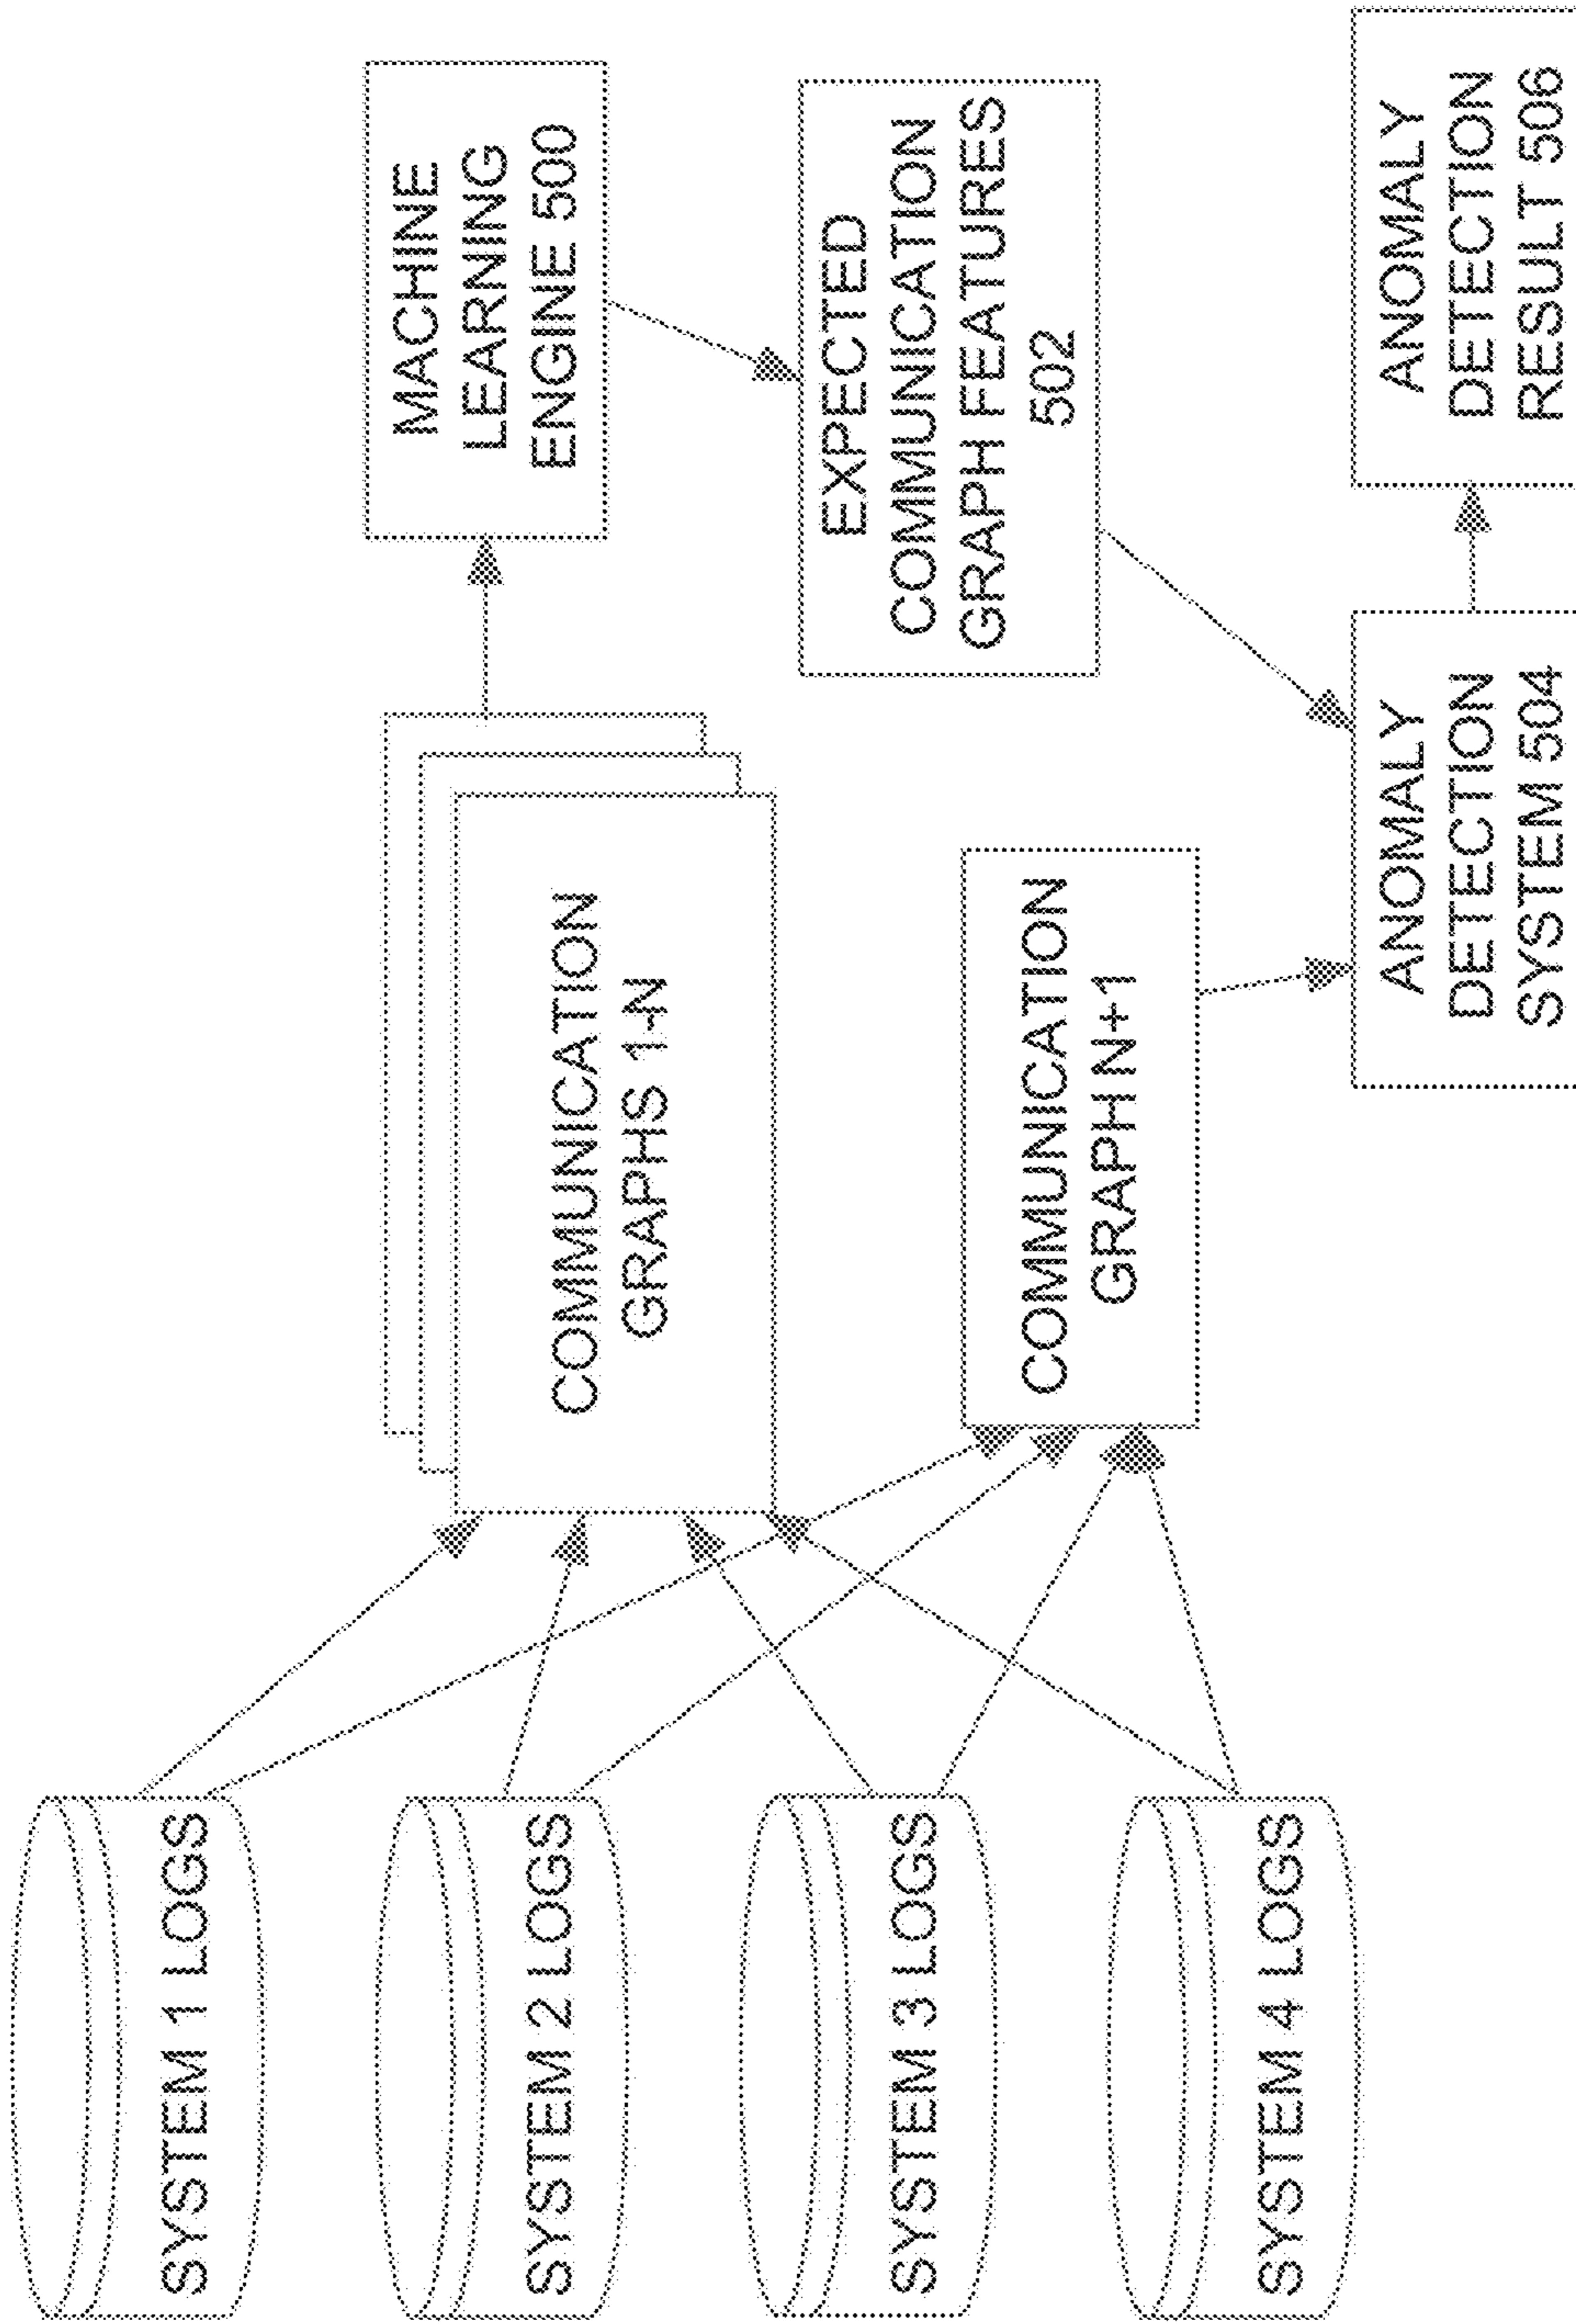 SYSTEM 1 LOGS
SYSTEM 2 LOGS
SYSTEM 3 LOGS
SYSTEM 4 LOGS
COMMUNICATION
GRAPHS 1-N
COMMUNICATION
GRAPH N+1
MACHINE
LEARNING
ENGINE 500
EXPECTED
COMMUNICATION
GRAPH FEATURES
502
ANOMALY
DETECTION
SYSTEM 504
ANOMALY
DETECTION
RESULT 506